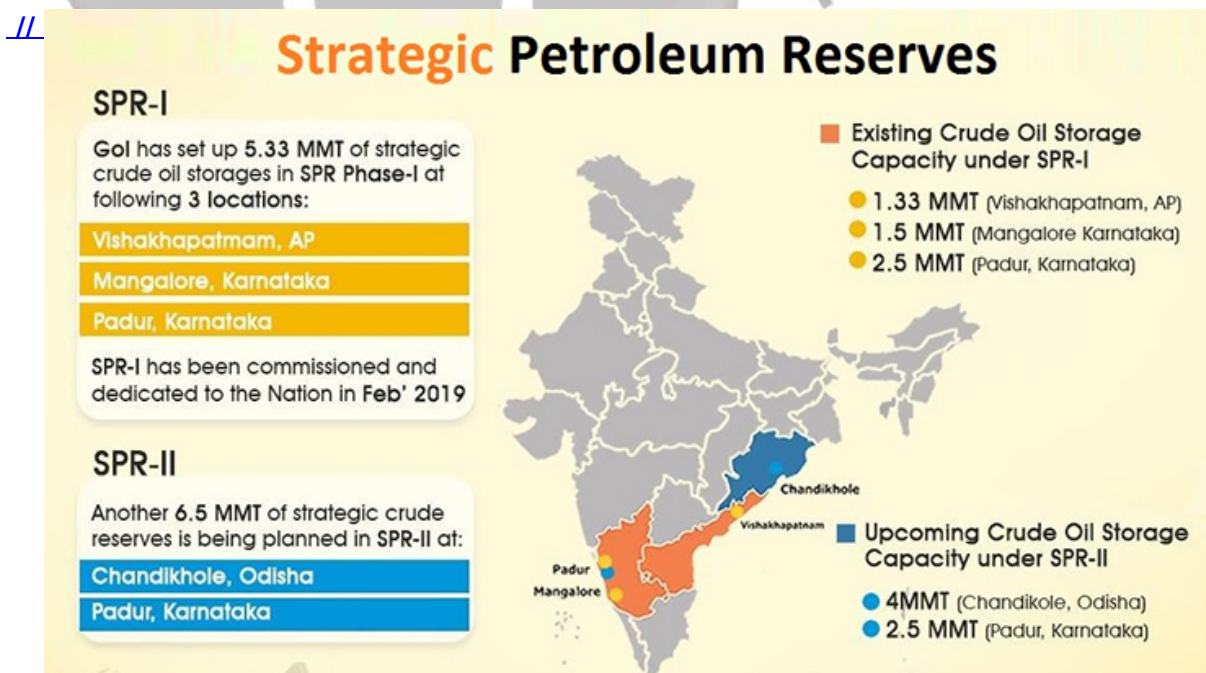 //
Strategic Petroleum Reserves
SPR-I
GoI has set up 5.33 MMT of strategic
crude oil storages in SPR Phase-I at
following 3 locations:
Vishakhapatmam, AP
Mangalore, Karnataka
Padur, Karnataka
SPR-I has been commissioned and
dedicated to the Nation in Feb' 2019
SPR-II
Another 6.5 MMT of strategic crude
reserves is being planned in SPR-II at:
Chandikhole, Odisha
Padur, Karnataka
Existing Crude Oil Storage
Capacity under SPR-I
1.33 MMT (Vishakhapatnam, AP)
1.5 MMT (Mangalore Karnataka)
2.5 MMT (Padur, Karnataka)
Chandikhole
Vishakhapatnam
Padur
Mangalore
Upcoming Crude Oil Storage
Capacity under SPR-II
4MMT (Chandikole, Odisha)
2.5 MMT (Padur, Karnataka)